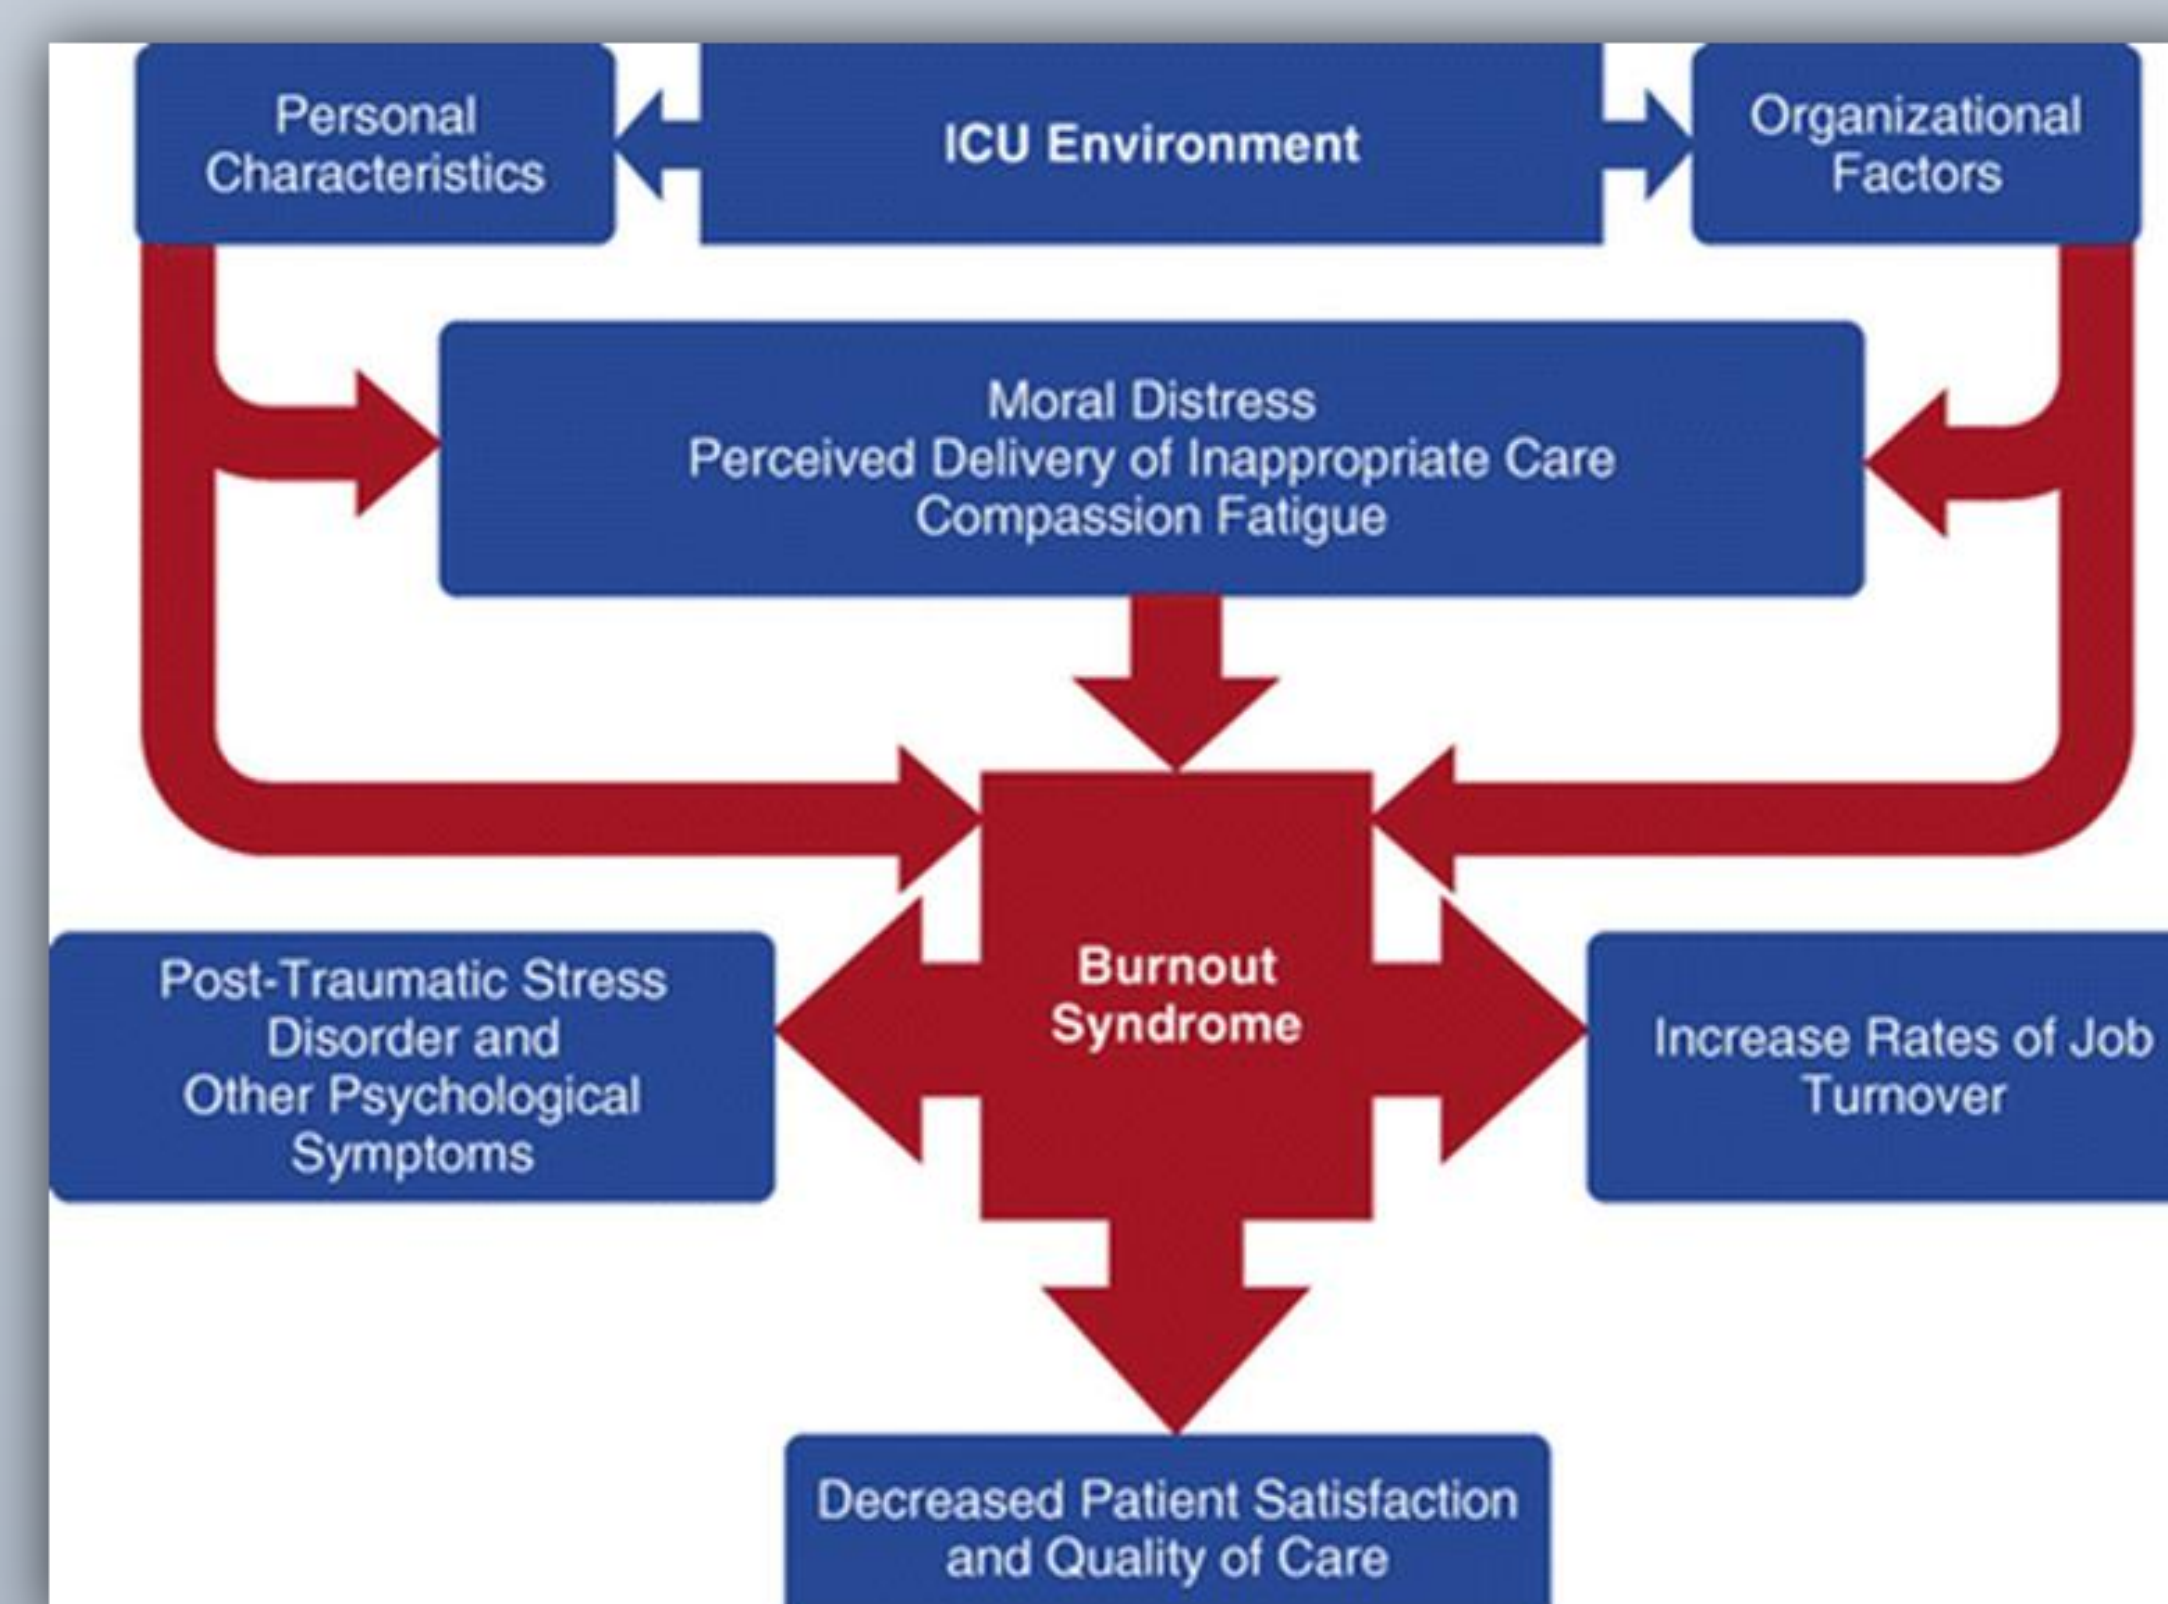 Personal
Characteristics
ICU Environment
Organizational
Factors
Moral Distress
Perceived Delivery of Inappropriate Care
Compassion Fatigue
Burnout
Syndrome
Post-Traumatic Stress
Disorder and
Other Psychological
Symptoms
Increase Rates of Job
Turnover
Decreased Patient Satisfaction
and Quality of Care